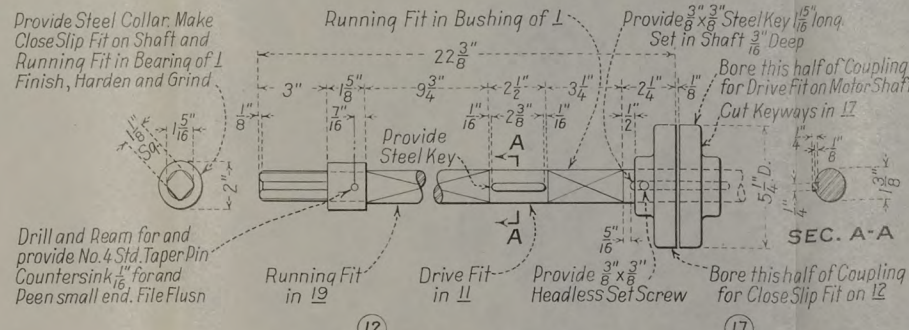 Provide Steel Collar. Make
Close Slip Fit on Shaft and
Running Fit in Bearing of 1
Finish, Harden and Grind
Running Fit in Bushing of 1
Provide 3/8" x 3/8" Steel Key 1 15/16" long
Set in Shaft 3/16" Deep
Bore this half of Coupling
for Drive Fit on Motor Shaft
Cut Keyways in 17
22 3/8"
3"
1 5/8"
9 3/4"
2 1/2"
3 1/4"
2 1/4"
1/8"
1/8"
7/16"
1/16"
2 3/8"
1/16"
1/2"
1 1/8" Sq.
1 5/16"
2"
Provide
Steel Key
A
A
5 1/4" D.
1/4"
1/8"
1/4"
1 3/8"
SEC. A-A
5/16"
Drill and Ream for and
provide No. 4 Std. Taper Pin
Countersink 1/16" for and
Peen small end. File Flush
Running Fit
in 19
Drive Fit
in 11
Provide 3/8" x 3/8"
Headless Set Screw
Bore this half of Coupling
for Close Slip Fit on 12
12
17